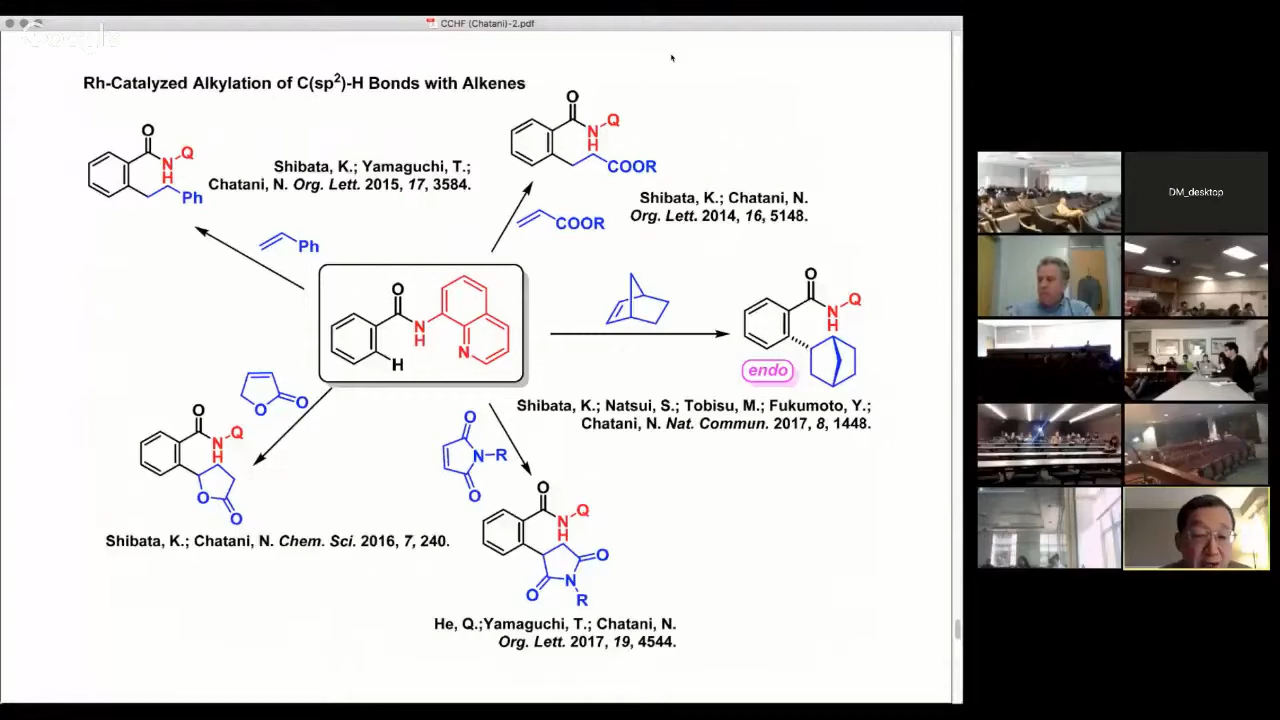 CCHF (Chatani)-2.pdf
Google
Rh-Catalyzed Alkylation of C(sp²)-H Bonds with Alkenes
O
N
H
Q
Ph
Shibata, K.; Yamaguchi, T.;
Chatani, N. Org. Lett. 2015, 17, 3584.
Ph
O
N
H
Q
COOR
COOR
Shibata, K.; Chatani, N.
Org. Lett. 2014, 16, 5148.
O
N
H
N
H
O
N
H
Q
endo
Shibata, K.; Natsui, S.; Tobisu, M.; Fukumoto, Y.;
Chatani, N. Nat. Commun. 2017, 8, 1448.
O
O
O
N
H
Q
O
O
Shibata, K.; Chatani, N. Chem. Sci. 2016, 7, 240.
O
N
R
O
O
N
H
Q
O
O
N
R
He, Q.;Yamaguchi, T.; Chatani, N.
Org. Lett. 2017, 19, 4544.
DM_desktop